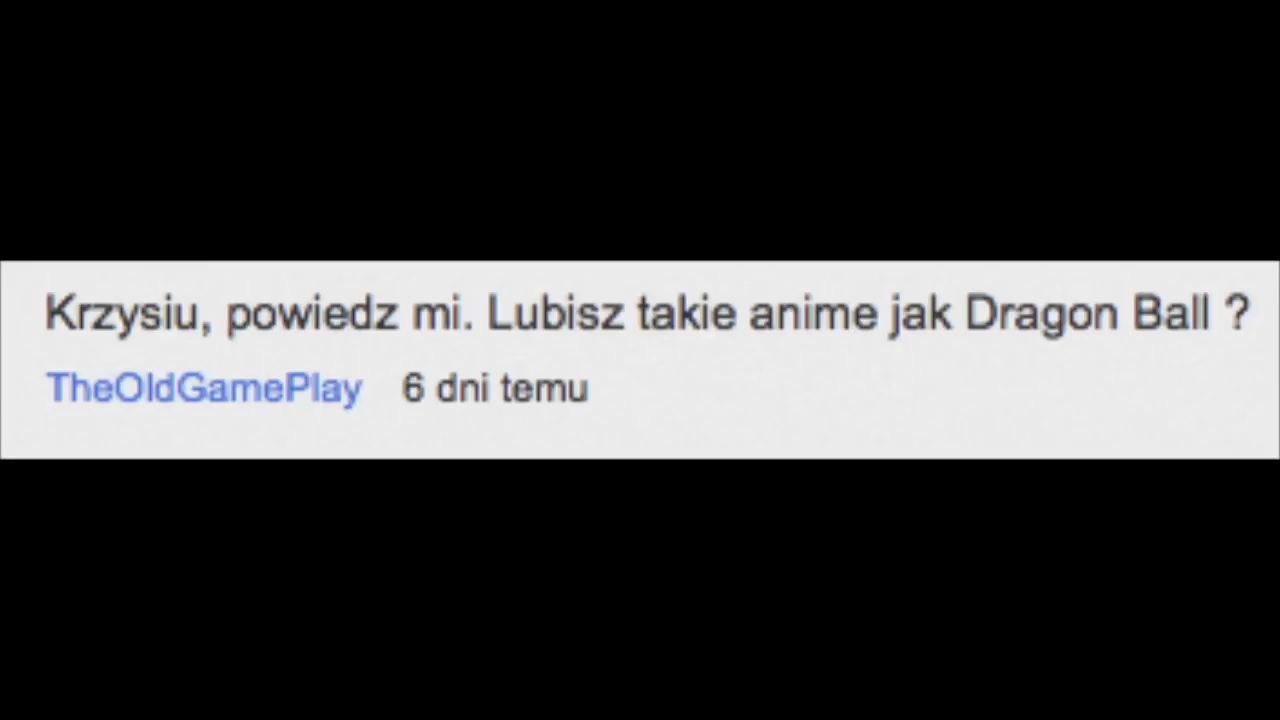 Krzysiu, powiedz mi. Lubisz takie anime jak Dragon Ball ?
TheOldGamePlay 6 dni temu